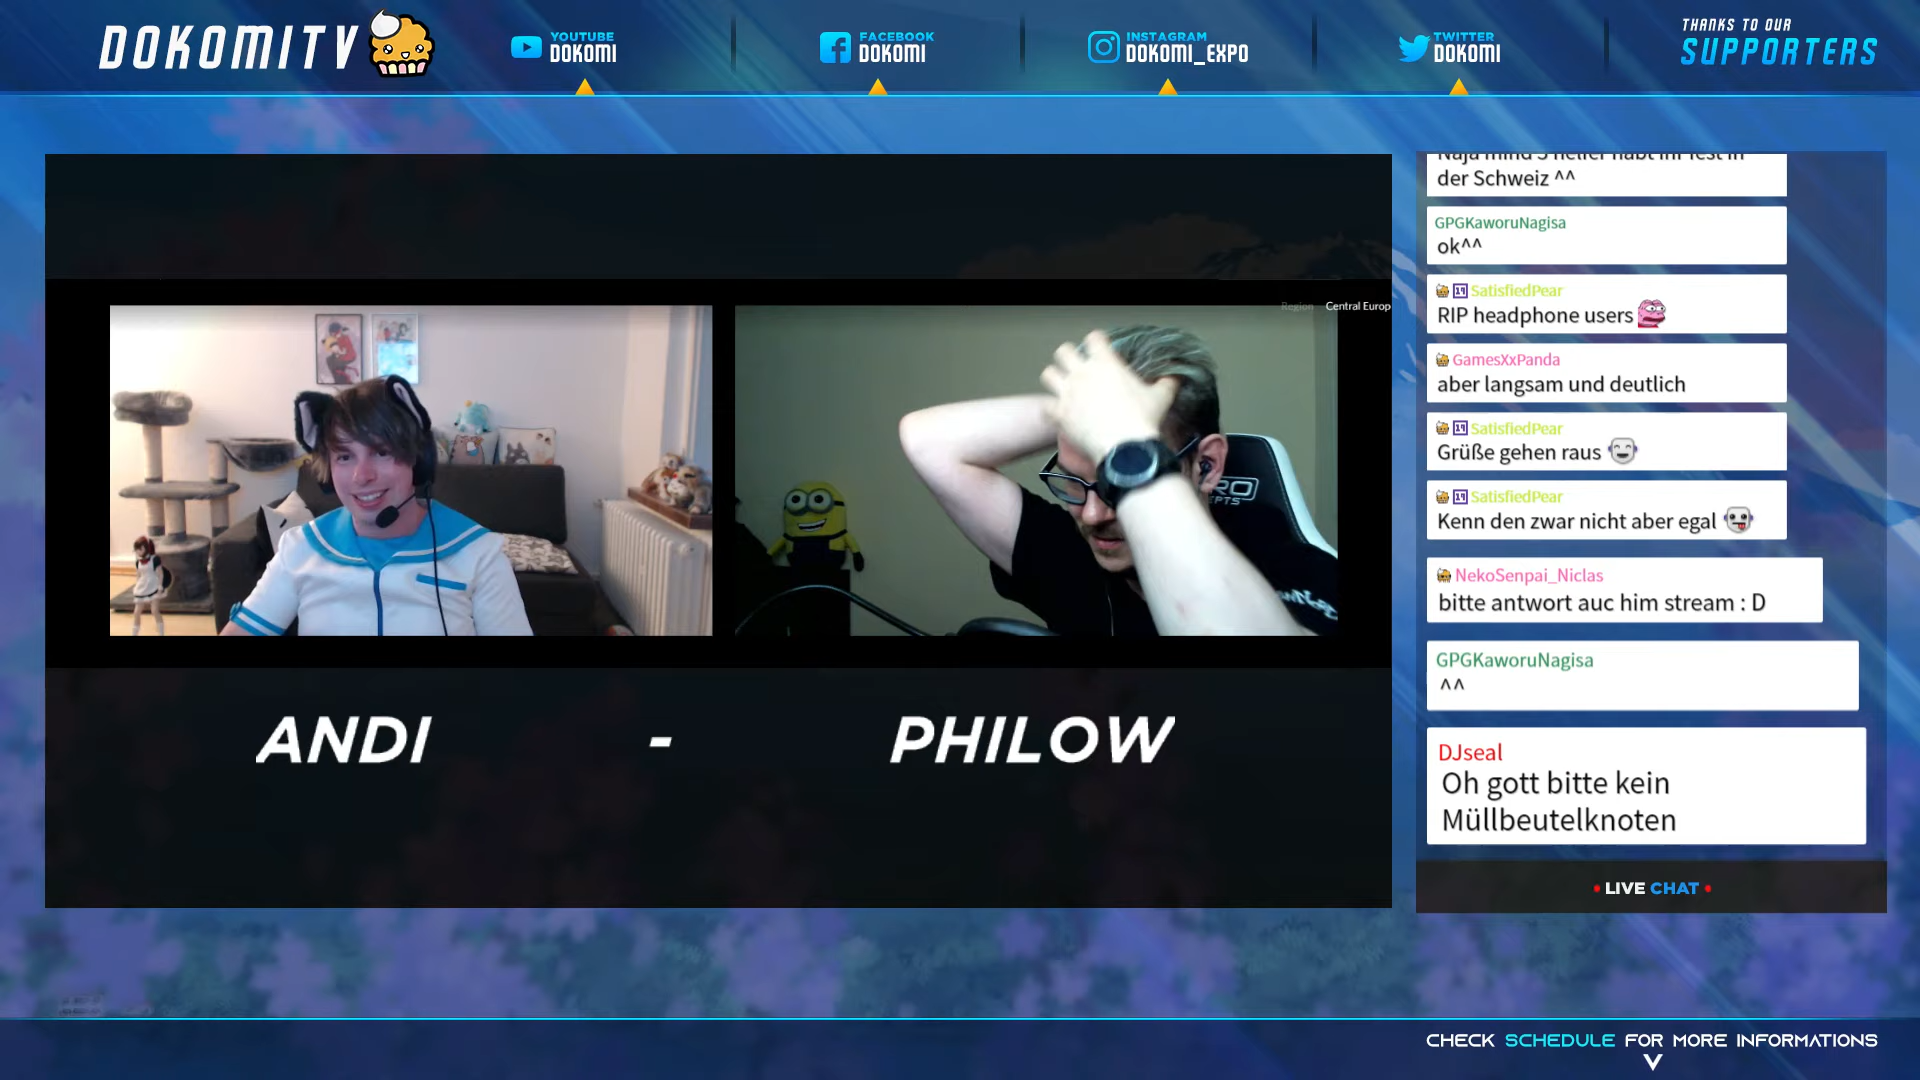 DOKOMITV
YOUTUBE
DOKOMI
FACEBOOK
DOKOMI
INSTAGRAM
DOKOMI_EXPO
TWITTER
DOKOMI
THANKS TO OUR
SUPPORTERS
Region Central Europ
ANDI - PHILOW
der Schweiz ^^
GPGKaworuNagisa
ok^^
SatisfiedPear
RIP headphone users
GamesXxPanda
aber langsam und deutlich
SatisfiedPear
Grüße gehen raus
SatisfiedPear
Kenn den zwar nicht aber egal
NekoSenpai_Niclas
bitte antwort auc him stream : D
GPGKaworuNagisa
^^
DJseal
Oh gott bitte kein
Müllbeutelknoten
LIVE CHAT
CHECK SCHEDULE FOR MORE INFORMATIONS